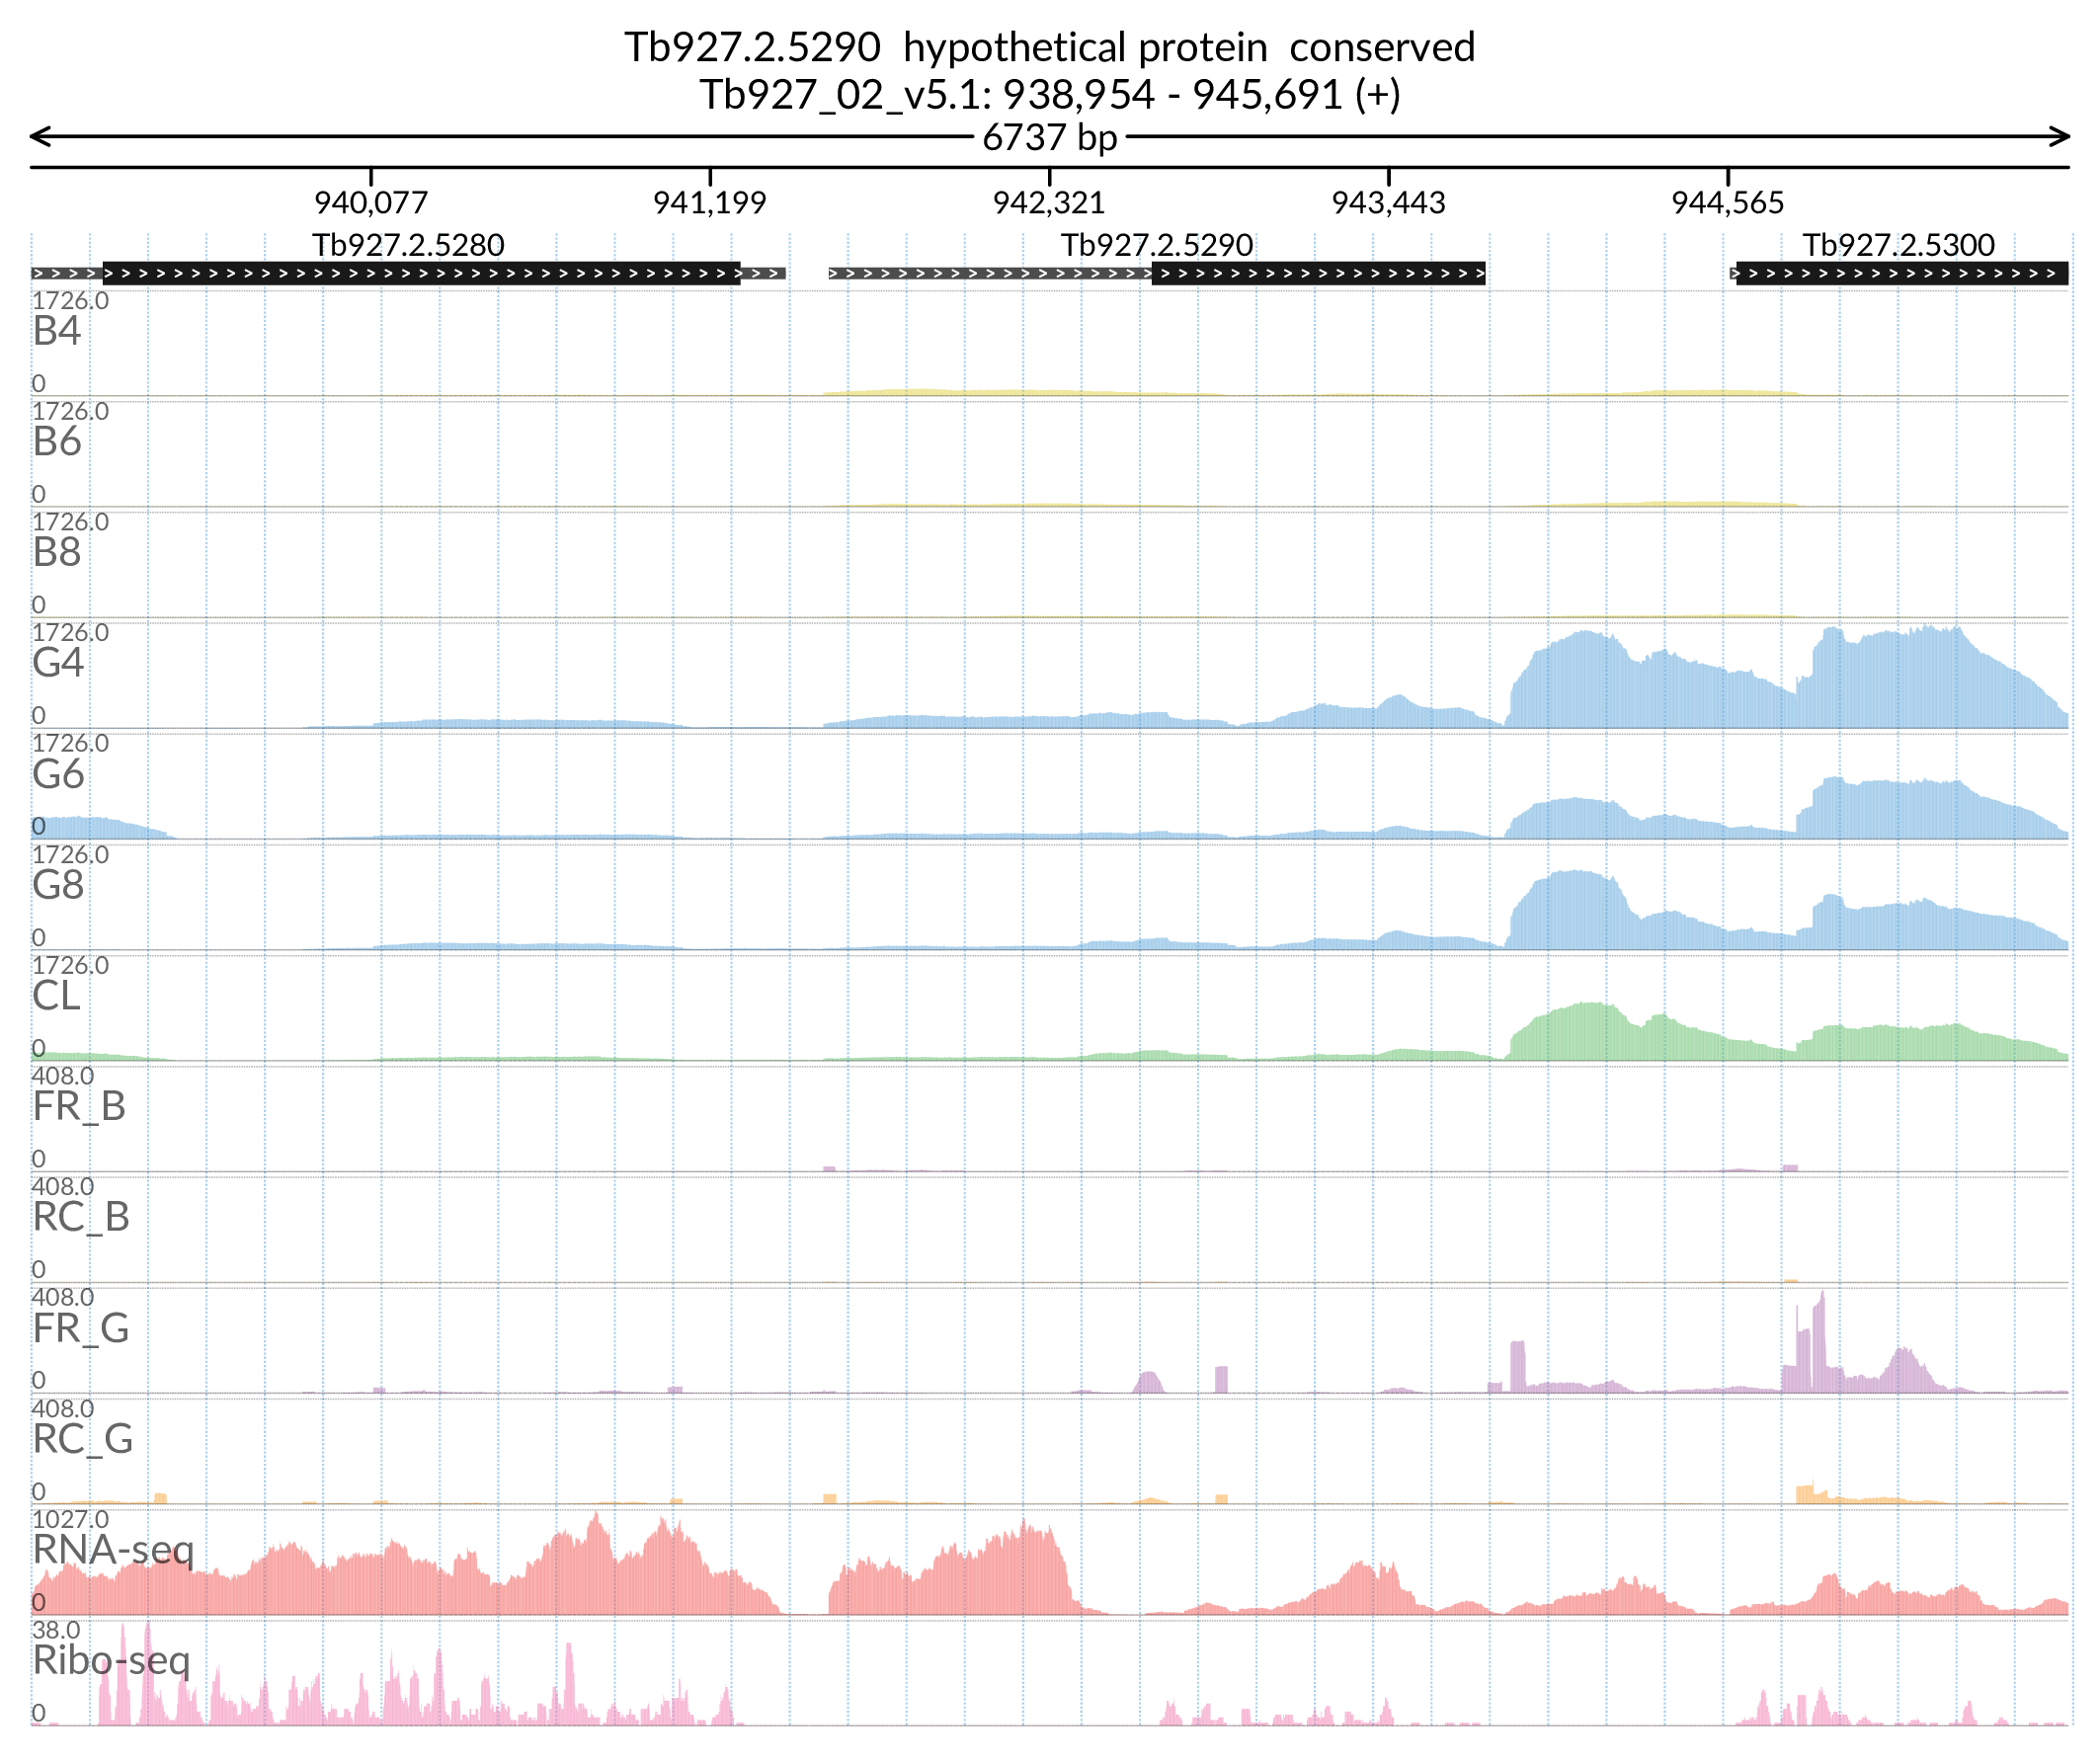 Tb927.2.5290 hypothetical protein conserved
Tb927_02_v5.1: 938,954 - 945,691 (+)
6737 bp
940,077 941,199 942,321 943,443 944,565
Tb927.2.5280 Tb927.2.5290 Tb927.2.5300
1726.0
B4
0
1726.0
B6
0
1726.0
B8
0
1726.0
G4
0
1726.0
G6
0
1726.0
G8
0
1726.0
CL
0
408.0
FR_B
0
408.0
RC_B
0
408.0
FR_G
0
408.0
RC_G
0
1027.0
RNA-seq
0
38.0
Ribo-seq
0